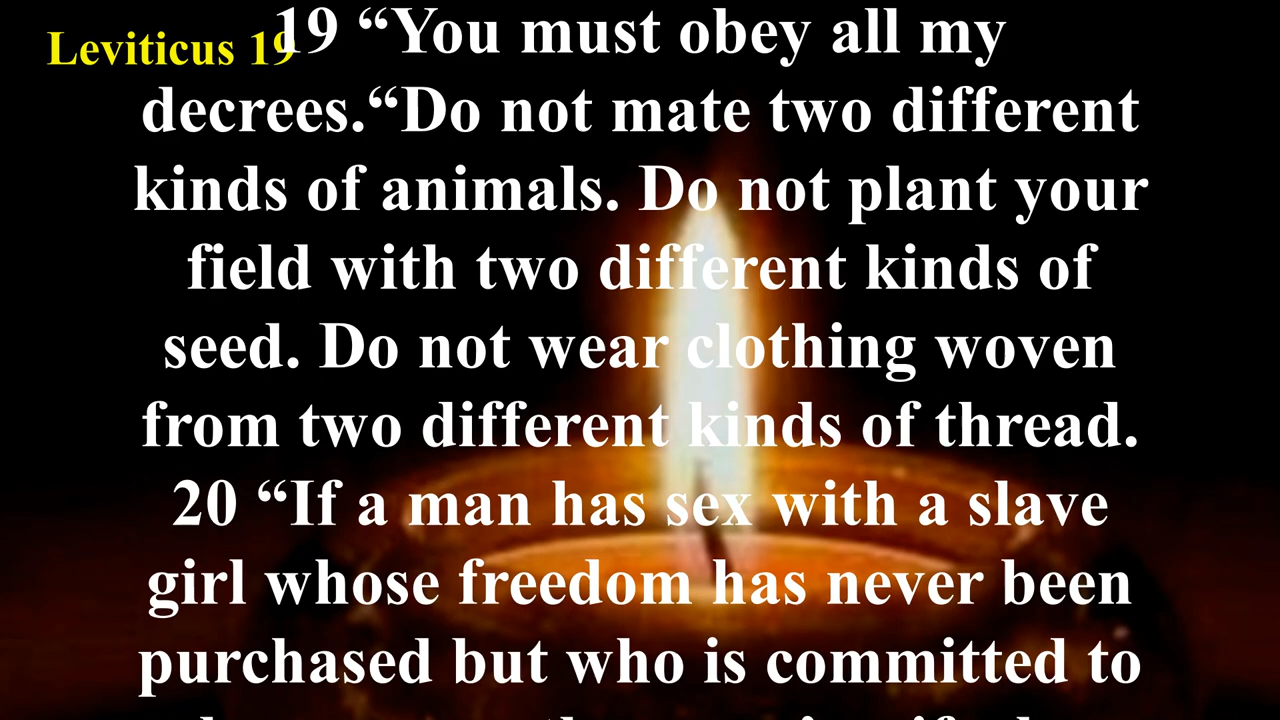 Leviticus 19
19 “You must obey all my
decrees.“Do not mate two different
kinds of animals. Do not plant your
field with two different kinds of
seed. Do not wear clothing woven
from two different kinds of thread.
20 “If a man has sex with a slave
girl whose freedom has never been
purchased but who is committed to